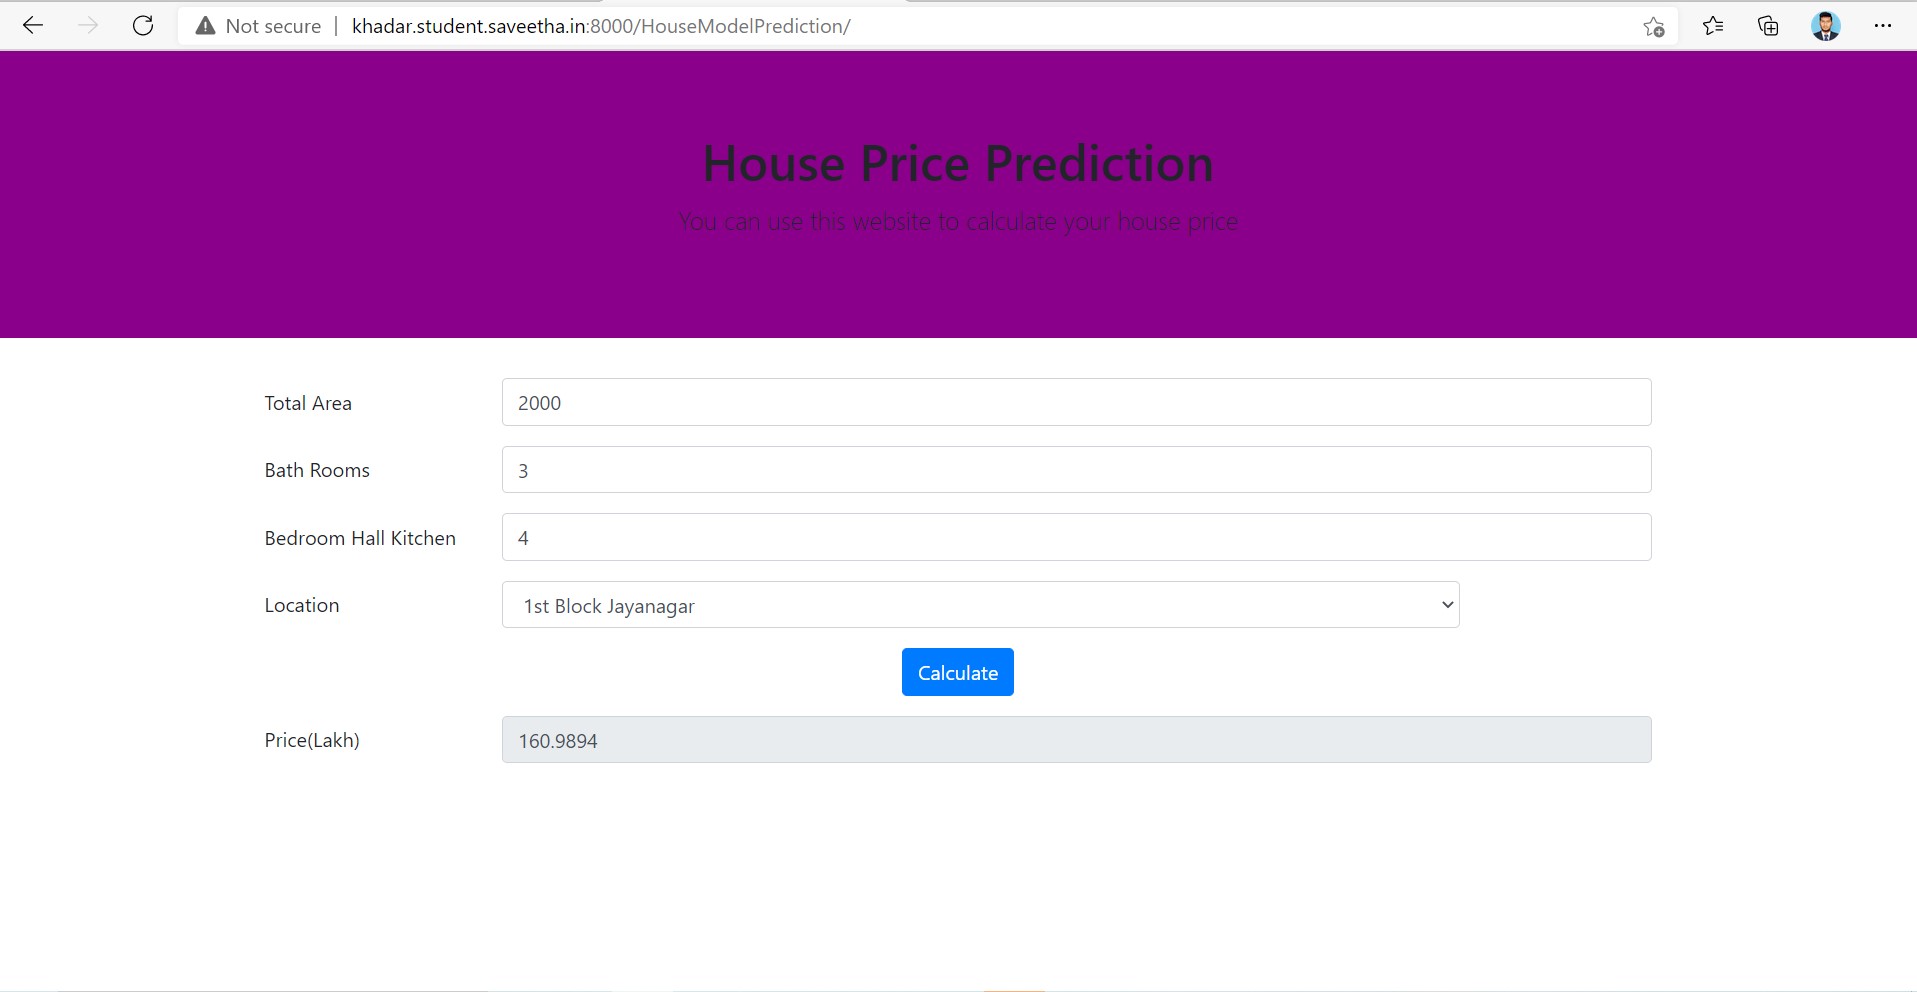 Not secure | khadar.student.saveetha.in:8000/HouseModelPrediction/
House Price Prediction
You can use this website to calculate your house price
Total Area 2000
Bath Rooms 3
Bedroom Hall Kitchen 4
Location 1st Block Jayanagar
Calculate
Price(Lakh) 160.9894